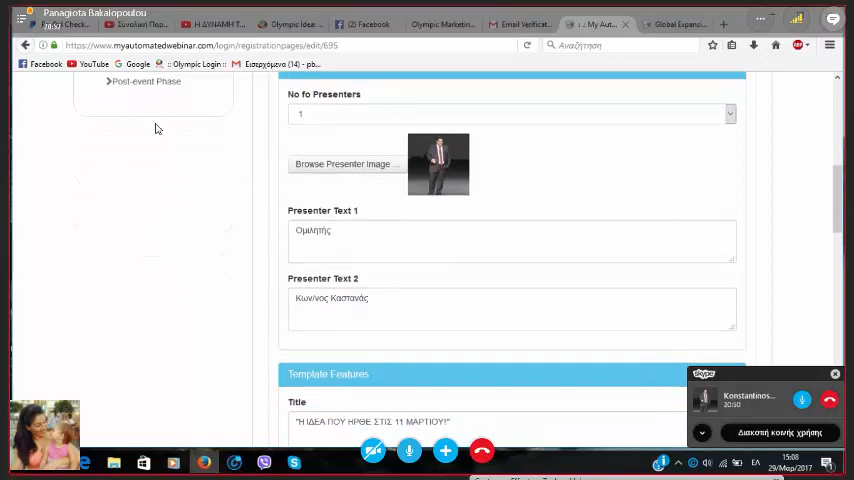 Panagiota Bakalopoulou
Συνολική Παρ...
Η ΔΥΝΑΜΗ Τ...
Olympic Idea:
Facebook
Olympic Marketin...
Email Verificat...
My Aut...
Global Expansi...
https://www.myautomatedwebinar.com/login/registrationpages/edit/695
Αναζήτηση
Facebook
YouTube
Google
:: Olympic Login ::
Εισερχόμενα (14) - pb...
Post-event Phase
No fo Presenters
1
Browse Presenter Image ...
Presenter Text 1
Ομιλητής
Presenter Text 2
Κων/νος Καστανάς
Template Features
Title
"Η ΙΔΕΑ ΠΟΥ ΗΡΘΕ ΣΤΙΣ 11 ΜΑΡΤΙΟΥ!"
skype
Konstantinos...
20:50
Διακοπή κοινής χρήσης
ΕΛ
15:08
29/Μαρ/2017